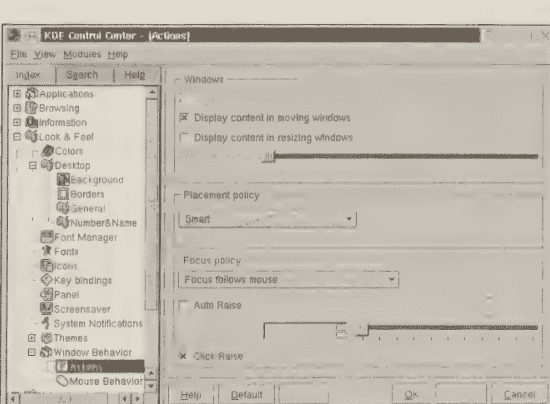 KDE Control Center - [Actions]
File View Modules Help
Index Search Help
Applications
Browsing
Information
Look & Feel
Colors
Desktop
Background
Borders
General
Number&Name
Font Manager
Fonts
Icons
Key bindings
Panel
Screensaver
System Notifications
Themes
Window Behavior
Actions
Mouse Behavior
Windows
Display content in moving windows
Display content in resizing windows
Placement policy
Smart
Focus policy
Focus follows mouse
Auto Raise
Click Raise
Help Default OK Cancel